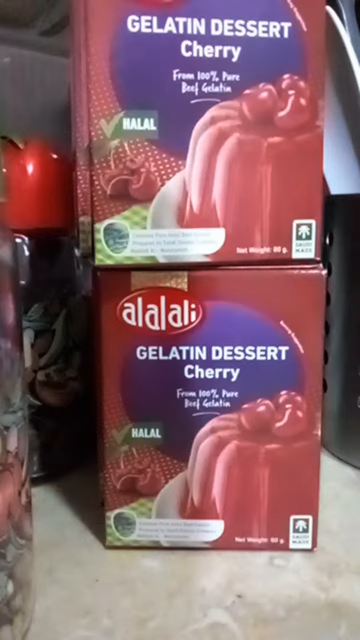 GELATIN DESSERT
Cherry
From 100% Pure
Beef Gelatin
HALAL
Net Weight: 80 g.
SAUDI
MADE
alalali
GELATIN DESSERT
Cherry
From 100% Pure
Beef Gelatin
HALAL
Net Weight: 80 g.
SAUDI
MADE